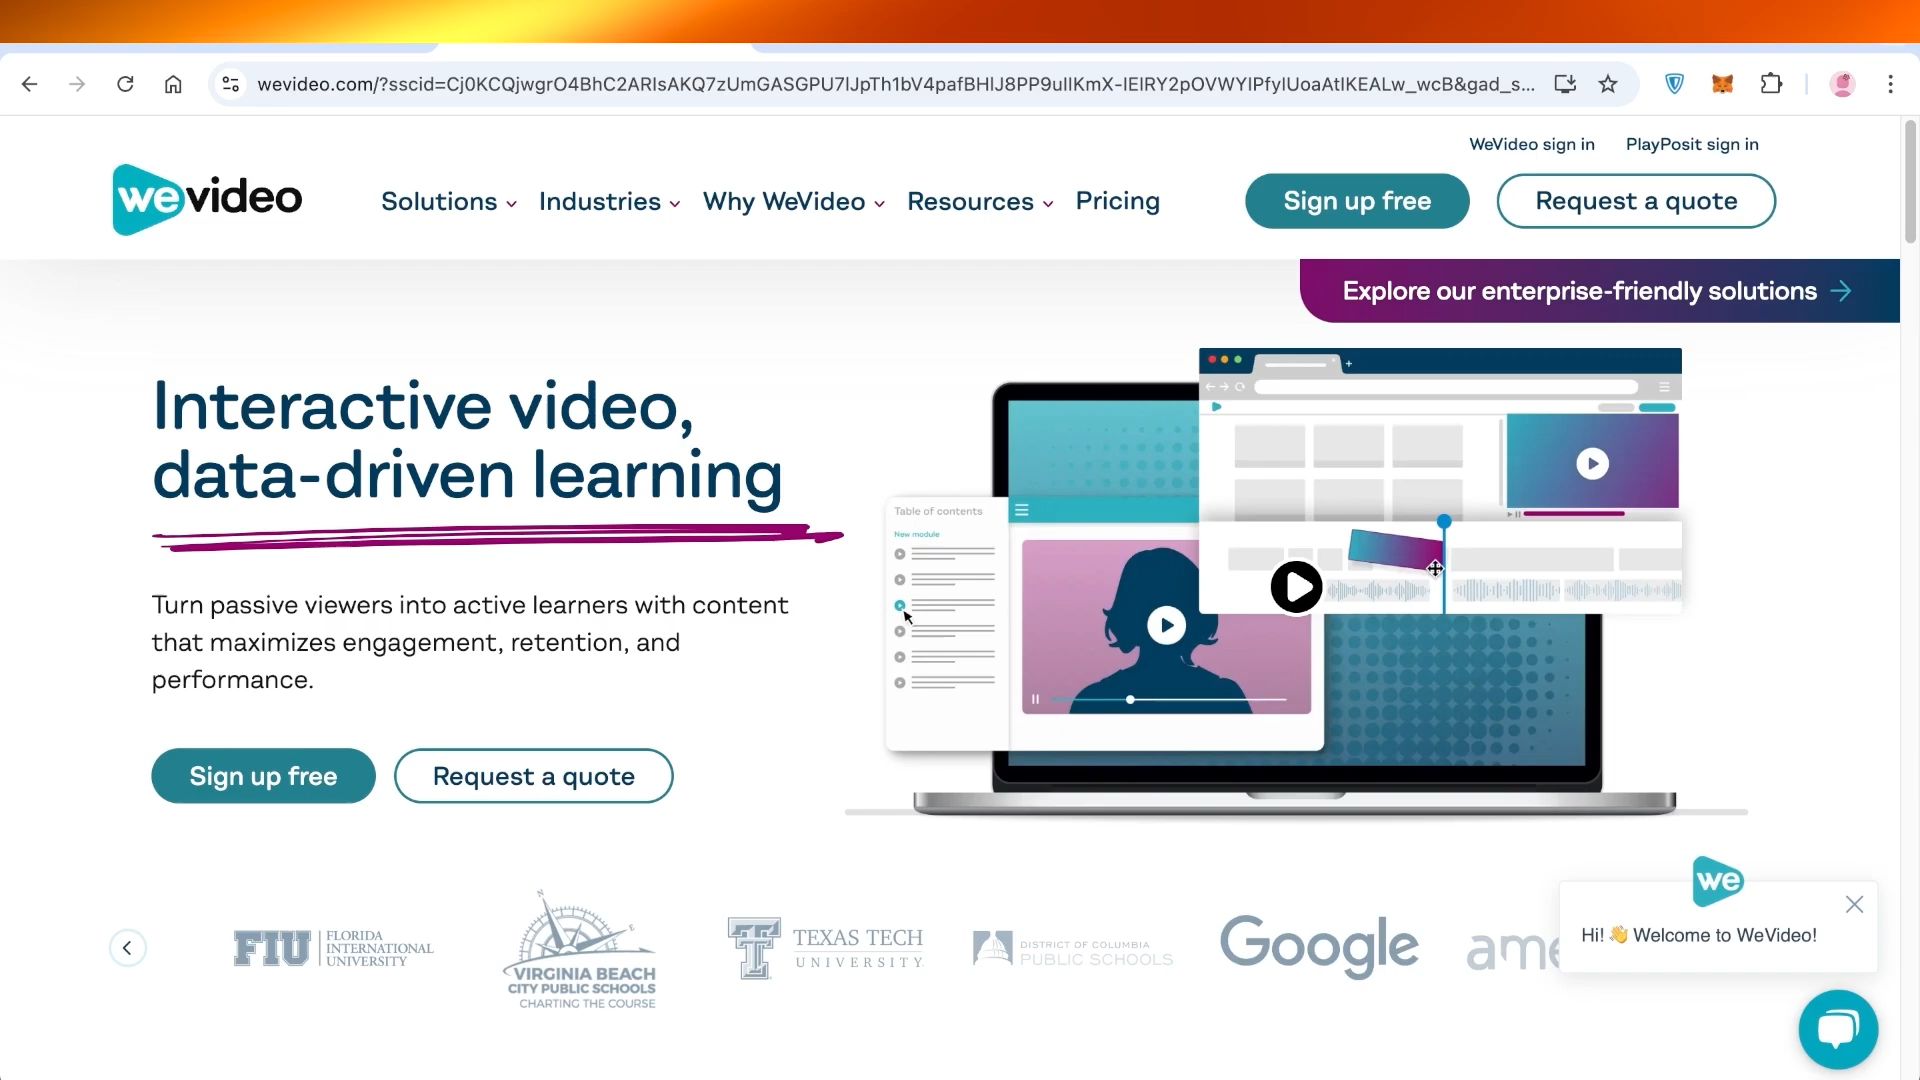 wevideo.com/?sscid=Cj0KCQjwgrO4BhC2ARIsAKQ7zUmGASGPU7IJpTh1bV4pafBHIJ8PP9uIIKmX-IEIRY2pOVWYIPfyIUoaAtIKEALw_wcB&gad_s...
WeVideo sign in PlayPosit sign in
wevideo Solutions Industries Why WeVideo Resources Pricing Sign up free Request a quote
Explore our enterprise-friendly solutions →
Interactive video,
data-driven learning
Turn passive viewers into active learners with content
that maximizes engagement, retention, and
performance.
Sign up free Request a quote
Table of contents
New module
FIU FLORIDA
INTERNATIONAL
UNIVERSITY
N
E
VIRGINIA BEACH
CITY PUBLIC SCHOOLS
CHARTING THE COURSE
TEXAS TECH
UNIVERSITY
DISTRICT OF COLUMBIA
PUBLIC SCHOOLS
Google
ame
we
Hi! 👋 Welcome to WeVideo!